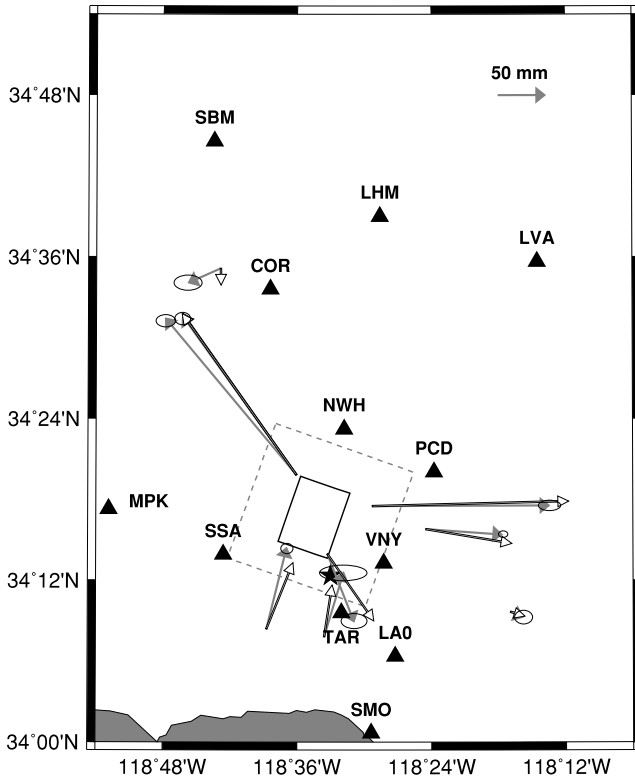 50 mm
34°48'N
SBM
LHM
LVA
34°36'N
COR
34°24'N
NWH
PCD
MPK
SSA
VNY
34°12'N
TAR
LA0
SMO
34°00'N
118°48'W
118°36'W
118°24'W
118°12'W